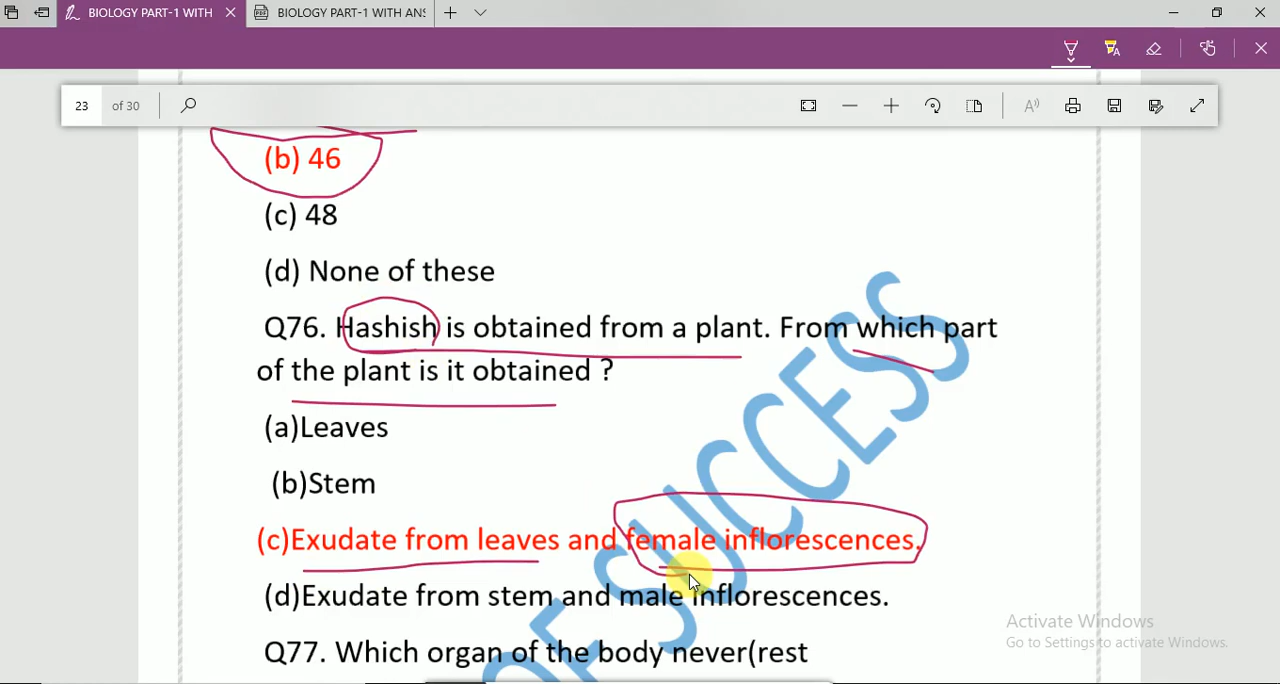 BIOLOGY PART-1 WITH
BIOLOGY PART-1 WITH ANS
23 of 30
(b) 46
(c) 48
(d) None of these
Q76. Hashish is obtained from a plant. From which part
of the plant is it obtained ?
(a)Leaves
(b)Stem
(c)Exudate from leaves and female inflorescences.
(d)Exudate from stem and male inflorescences.
Q77. Which organ of the body never(rest
OF SUCCESS
Activate Windows
Go to Settings to activate Windows.